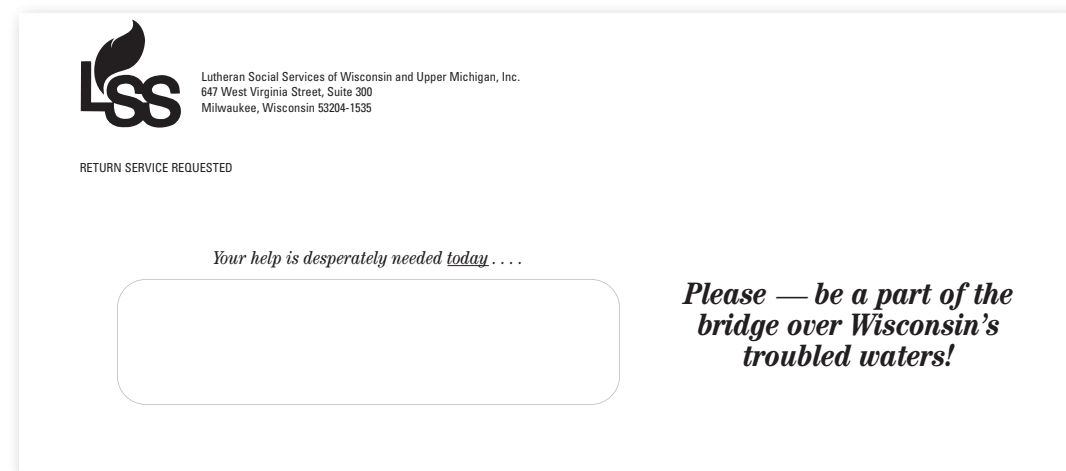 LSS
Lutheran Social Services of Wisconsin and Upper Michigan, Inc.
647 West Virginia Street, Suite 300
Milwaukee, Wisconsin 53204-1535
RETURN SERVICE REQUESTED
Your help is desperately needed today . . . .
Please — be a part of the
bridge over Wisconsin’s
troubled waters!